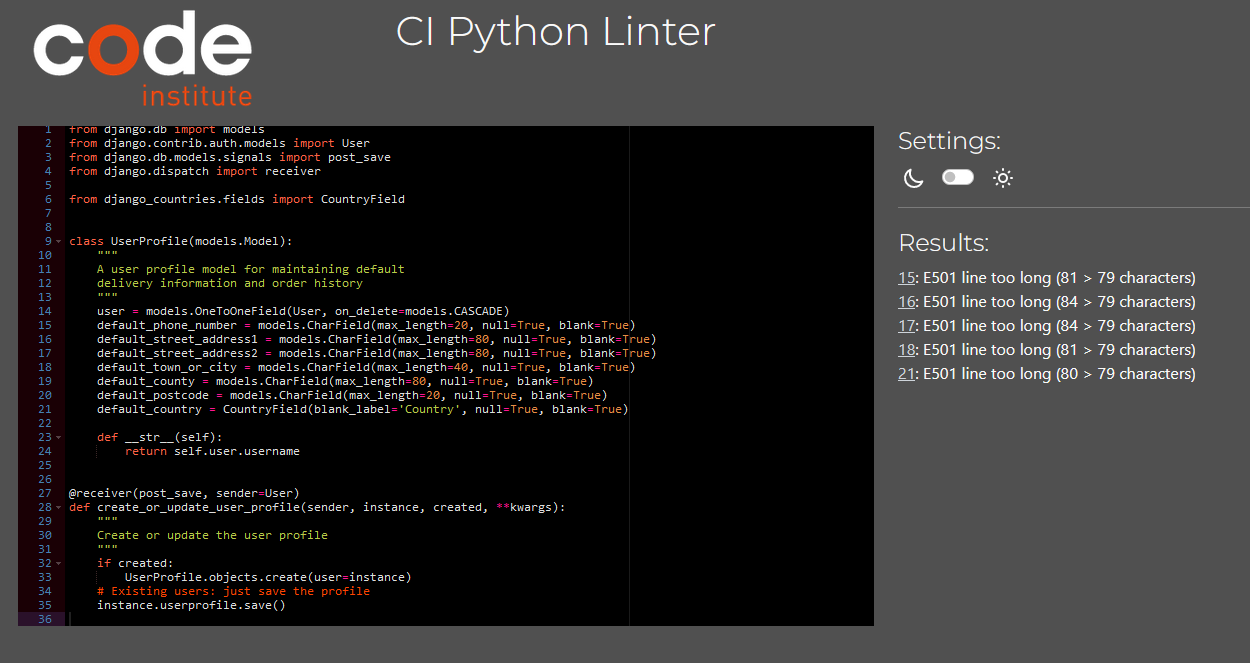 code
institute
CI Python Linter
1 from django.db import models
2 from django.contrib.auth.models import User
3 from django.db.models.signals import post_save
4 from django.dispatch import receiver
5
6 from django_countries.fields import CountryField
7
8
9 class UserProfile(models.Model):
10     """
11     A user profile model for maintaining default
12     delivery information and order history
13     """
14     user = models.OneToOneField(User, on_delete=models.CASCADE)
15     default_phone_number = models.CharField(max_length=20, null=True, blank=True)
16     default_street_address1 = models.CharField(max_length=80, null=True, blank=True)
17     default_street_address2 = models.CharField(max_length=80, null=True, blank=True)
18     default_town_or_city = models.CharField(max_length=40, null=True, blank=True)
19     default_county = models.CharField(max_length=80, null=True, blank=True)
20     default_postcode = models.CharField(max_length=20, null=True, blank=True)
21     default_country = CountryField(blank_label='Country', null=True, blank=True)
22
23     def __str__(self):
24         return self.user.username
25
26
27 @receiver(post_save, sender=User)
28 def create_or_update_user_profile(sender, instance, created, **kwargs):
29     """
30     Create or update the user profile
31     """
32     if created:
33         UserProfile.objects.create(user=instance)
34     # Existing users: just save the profile
35     instance.userprofile.save()
36
Settings:
Results:
15: E501 line too long (81 > 79 characters)
16: E501 line too long (84 > 79 characters)
17: E501 line too long (84 > 79 characters)
18: E501 line too long (81 > 79 characters)
21: E501 line too long (80 > 79 characters)